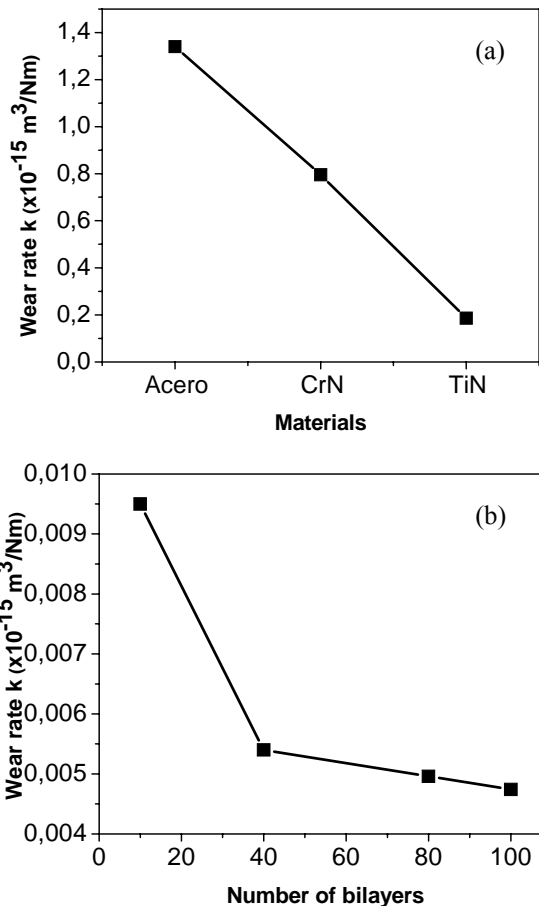 (a)
Wear rate k (x10⁻¹⁵ m³/Nm)
1,4
1,2
1,0
0,8
0,6
0,4
0,2
0,0
Acero CrN TiN
Materials
(b)
Wear rate k (x10⁻¹⁵ m³/Nm)
0,010
0,009
0,008
0,007
0,006
0,005
0,004
0 20 40 60 80 100
Number of bilayers